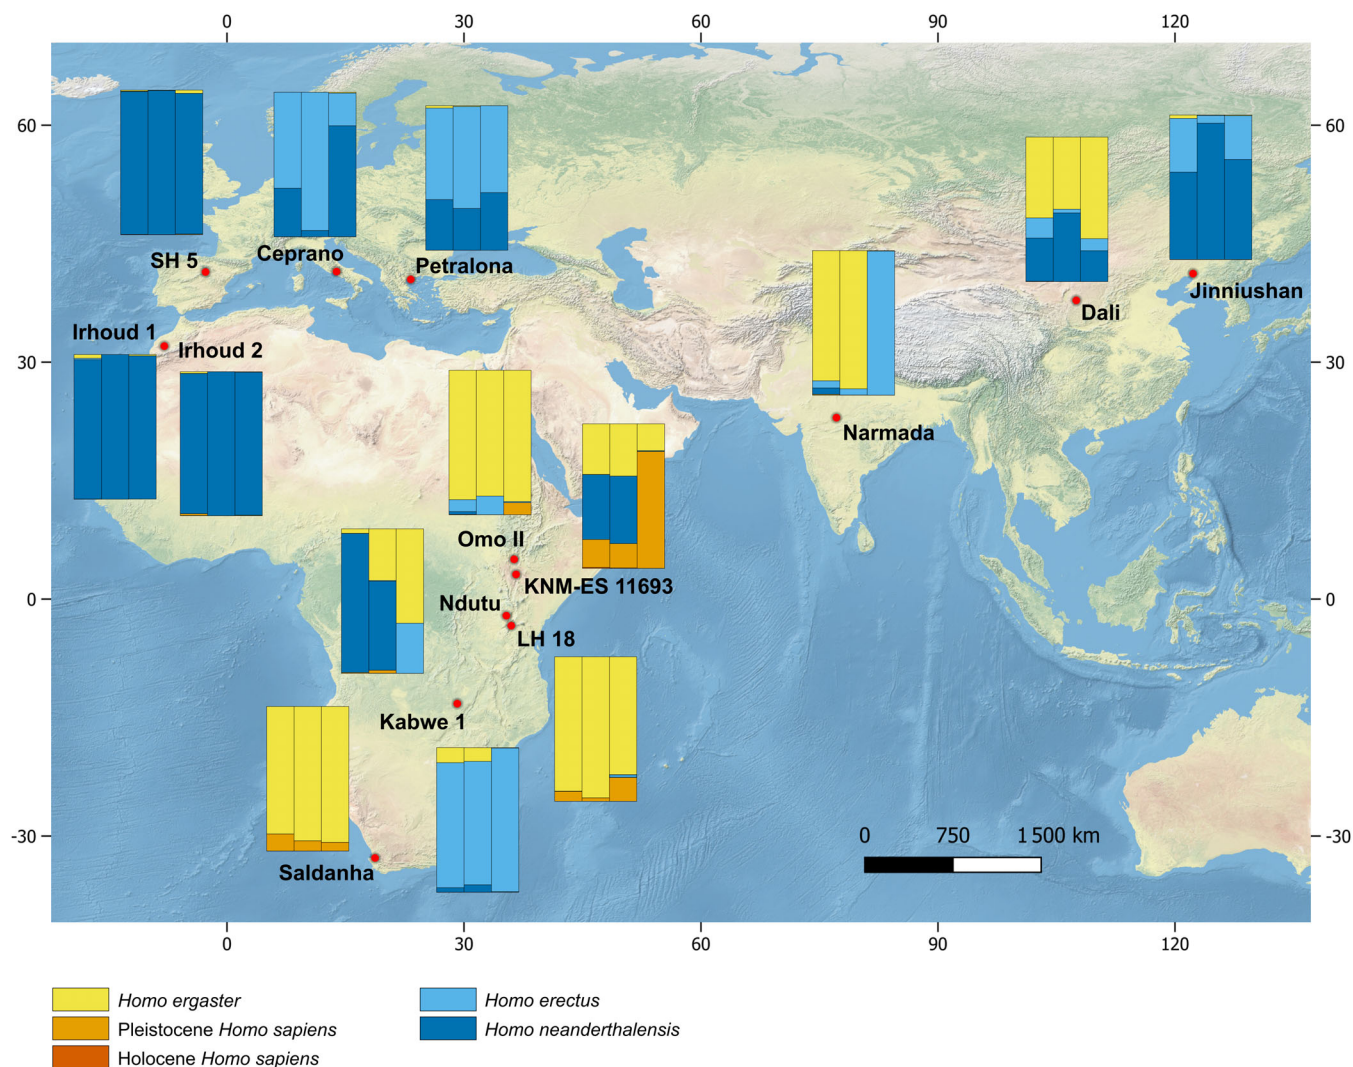 0 30 60 90 120
60 60
SH 5
Ceprano
Petralona
Jinniushan
Dali
Irhoud 1
Irhoud 2
30 30
Narmada
Omo II
KNM-ES 11693
Ndutu
0 0
LH 18
Kabwe 1
0 750 1 500 km
-30 -30
Saldanha
0 30 60 90 120
Homo ergaster Homo erectus
Pleistocene Homo sapiens Homo neanderthalensis
Holocene Homo sapiens